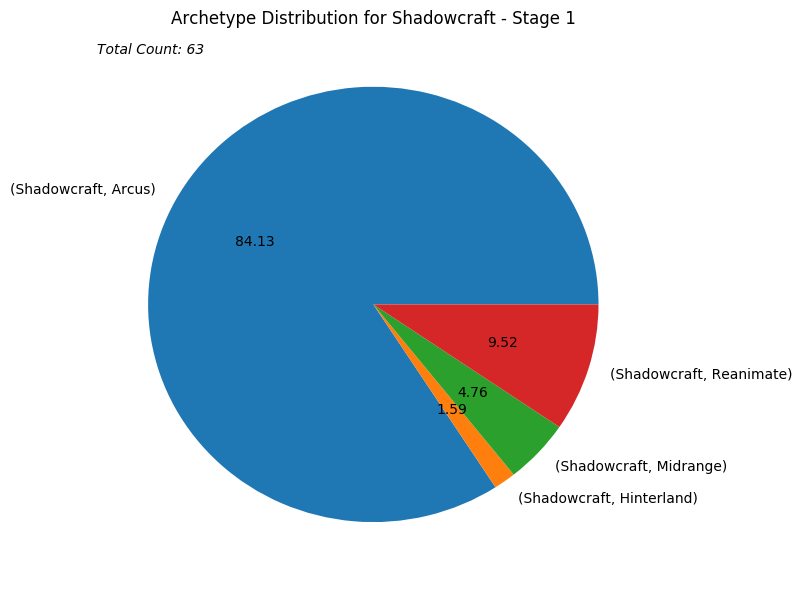 Archetype Distribution for Shadowcraft - Stage 1
Total Count: 63
(Shadowcraft, Arcus)
84.13
9.52
(Shadowcraft, Reanimate)
4.76
1.59
(Shadowcraft, Midrange)
(Shadowcraft, Hinterland)